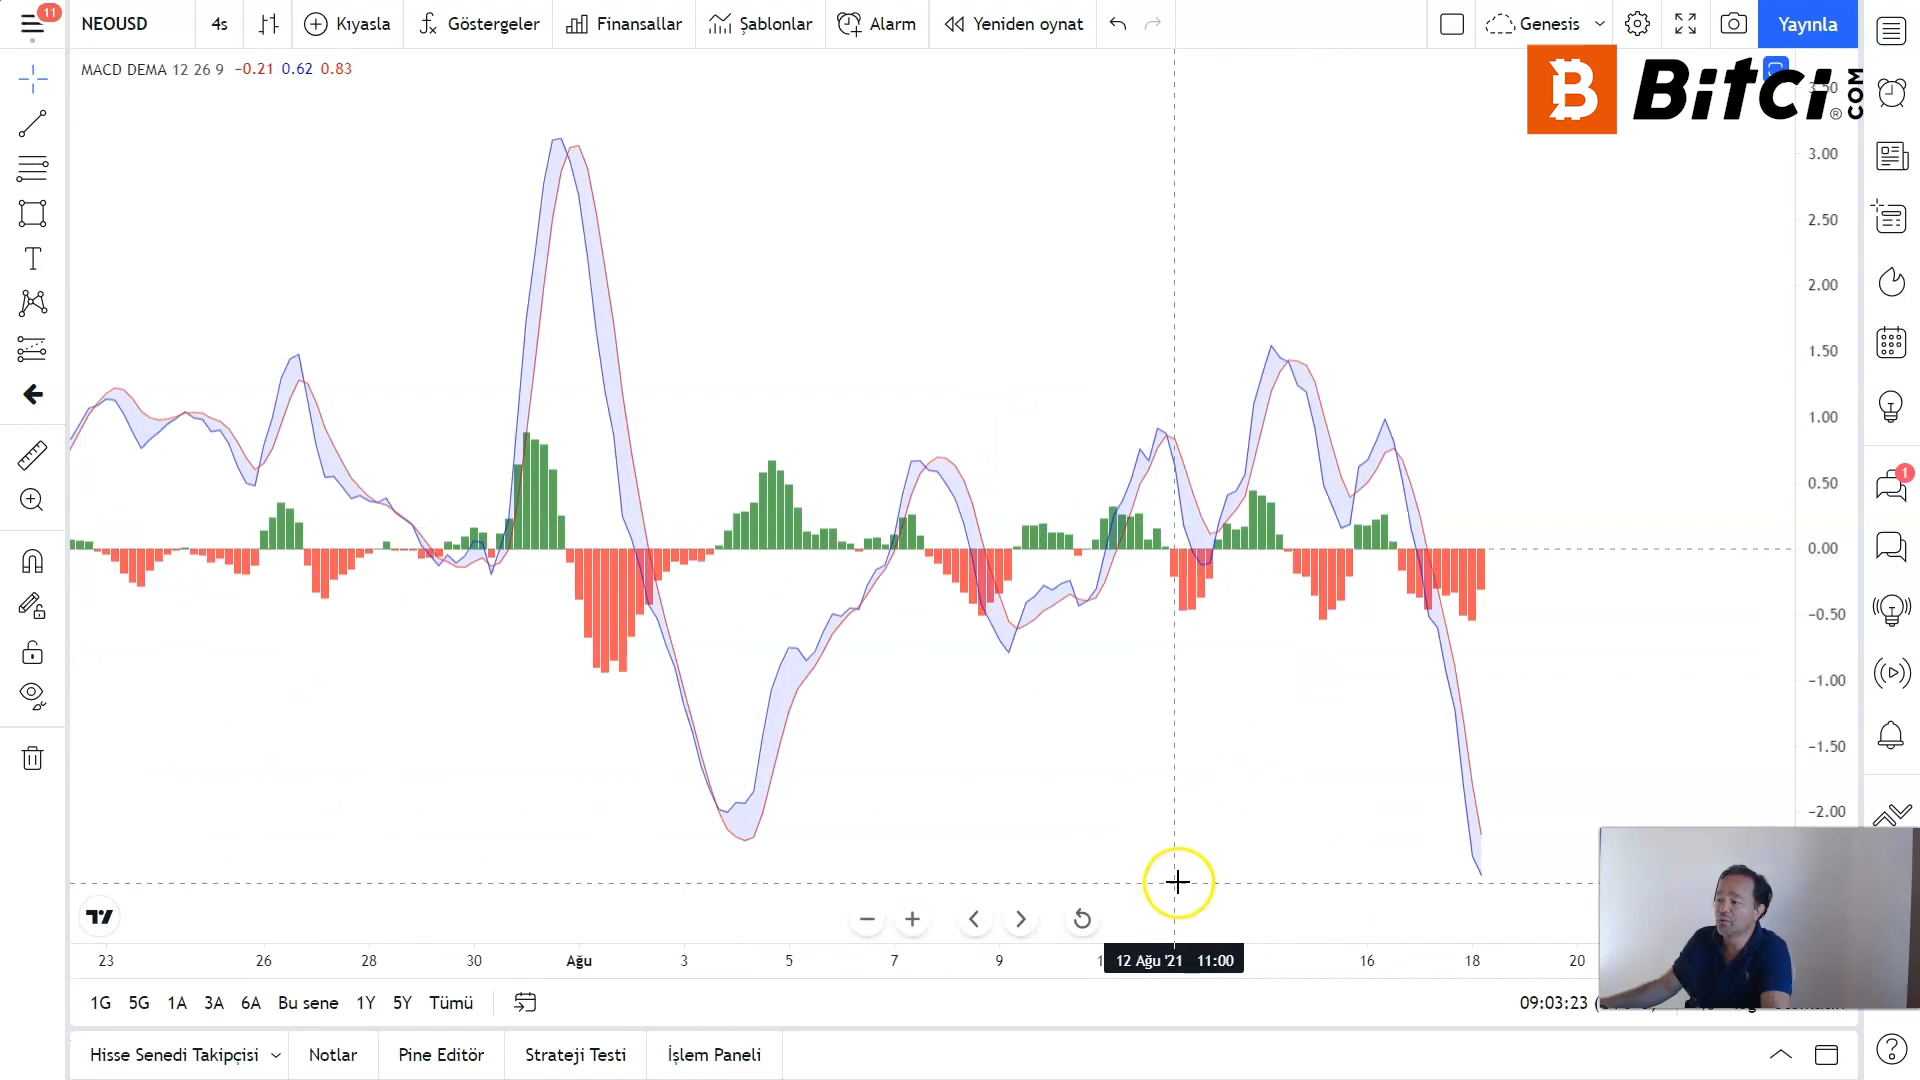 11 NEOUSD 4s Kıyasla Göstergeler Finansallar Şablonlar Alarm Yeniden oynat Genesis Yayınla
MACD DEMA 12 26 9 −0.21 0.62 0.83
Bitci® .COM
3.00
2.50
2.00
1.50
1.00
0.50
0.00
−0.50
−1.00
−1.50
−2.00
1
23 26 28 30 Ağu 3 5 7 9 12 Ağu '21 11:00 16 18 20
1G 5G 1A 3A 6A Bu sene 1Y 5Y Tümü 09:03:23
Hisse Senedi Takipçisi Notlar Pine Editör Strateji Testi İşlem Paneli